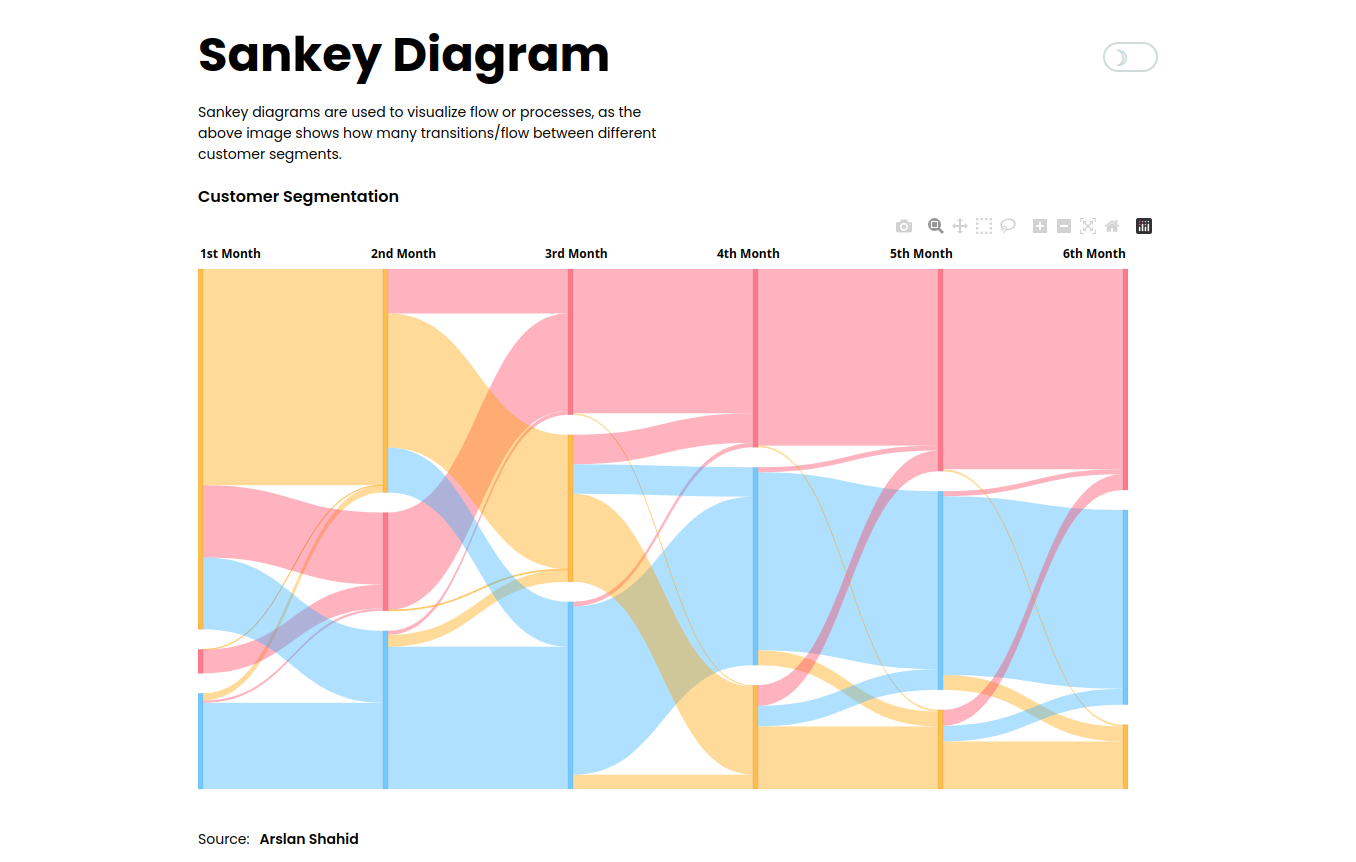 Sankey Diagram
Sankey diagrams are used to visualize flow or processes, as the
above image shows how many transitions/flow between different
customer segments.
Customer Segmentation
1st Month 2nd Month 3rd Month 4th Month 5th Month 6th Month
Source: Arslan Shahid